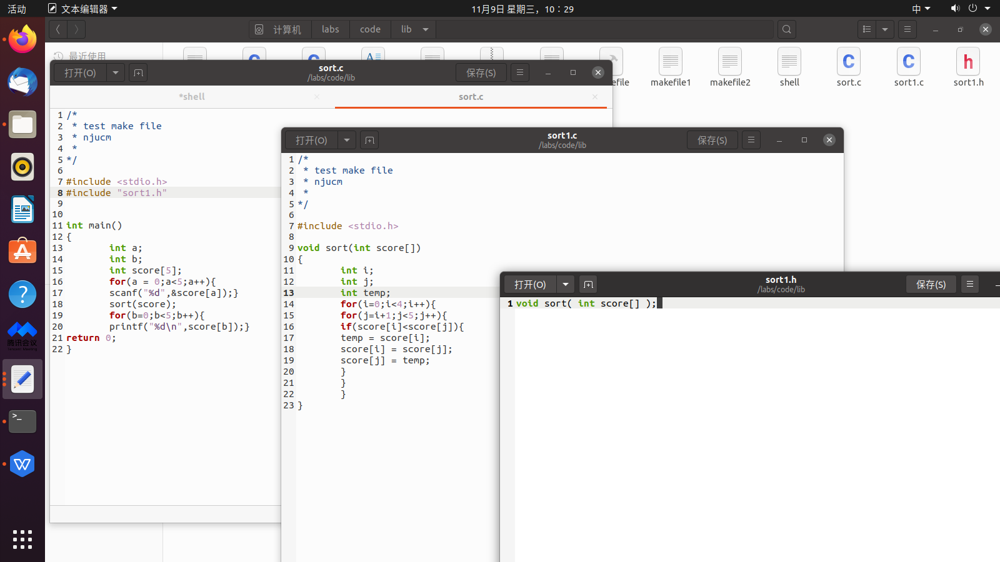 活动
文本编辑器
11月9日 星期三，10：29
中
计算机
labs
code
lib
最近使用
efile
makefile1
makefile2
shell
sort.c
sort1.c
sort1.h
打开(O)
sort.c
/labs/code/lib
保存(S)
*shell
sort.c
1 /*
2  * test make file
3  * njucm
4  *
5 */
6
7 #include <stdio.h>
8 #include "sort1.h"
9
10
11 int main()
12 {
13 int a;
14 int b;
15 int score[5];
16 for(a = 0;a<5;a++){
17 scanf("%d",&score[a]);}
18 sort(score);
19 for(b=0;b<5;b++){
20 printf("%d\n",score[b]);}
21 return 0;
22 }
打开(O)
sort1.c
/labs/code/lib
保存(S)
1 /*
2  * test make file
3  * njucm
4  *
5 */
6
7 #include <stdio.h>
8
9 void sort(int score[])
10 {
11 int i;
12 int j;
13 int temp;
14 for(i=0;i<4;i++){
15 for(j=i+1;j<5;j++){
16 if(score[i]<score[j]){
17 temp = score[i];
18 score[i] = score[j];
19 score[j] = temp;
20 }
21 }
22 }
23 }
打开(O)
sort1.h
/labs/code/lib
保存(S)
1 void sort( int score[] );
腾讯会议